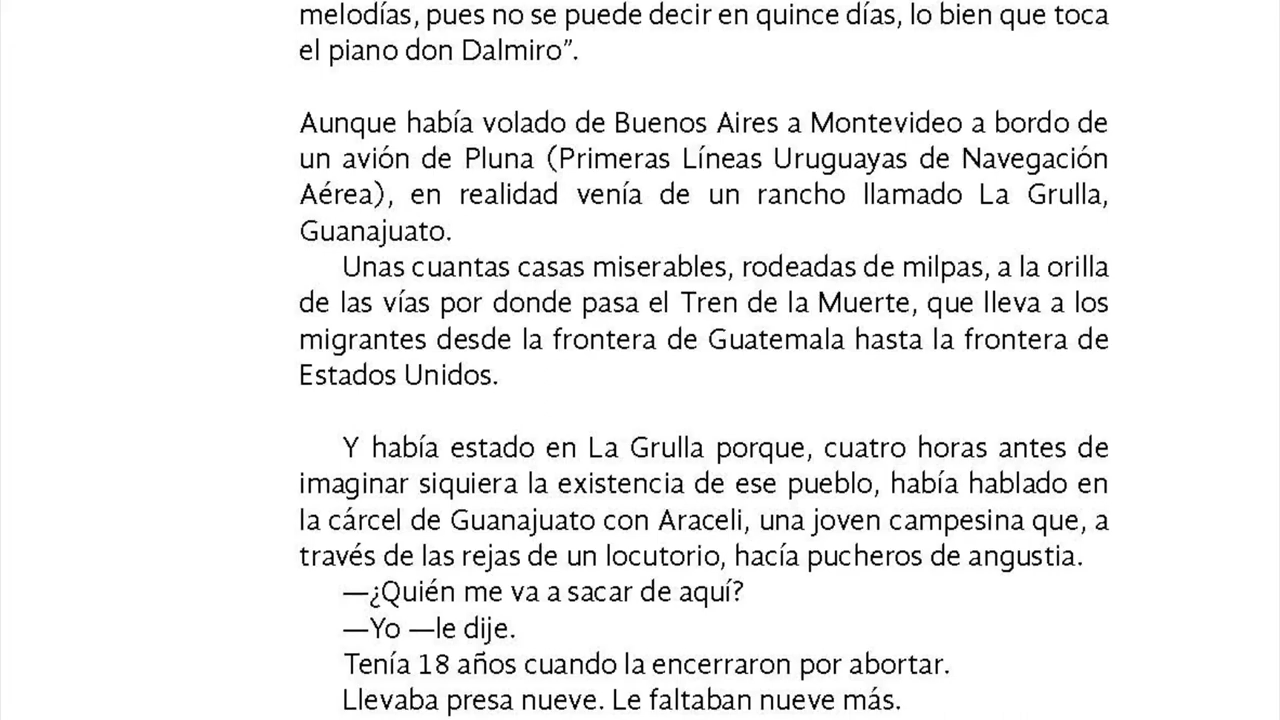 melodías, pues no se puede decir en quince días, lo bien que toca
el piano don Dalmiro”.
Aunque había volado de Buenos Aires a Montevideo a bordo de
un avión de Pluna (Primeras Líneas Uruguayas de Navegación
Aérea), en realidad venía de un rancho llamado La Grulla,
Guanajuato.
Unas cuantas casas miserables, rodeadas de milpas, a la orilla
de las vías por donde pasa el Tren de la Muerte, que lleva a los
migrantes desde la frontera de Guatemala hasta la frontera de
Estados Unidos.
Y había estado en La Grulla porque, cuatro horas antes de
imaginar siquiera la existencia de ese pueblo, había hablado en
la cárcel de Guanajuato con Araceli, una joven campesina que, a
través de las rejas de un locutorio, hacía pucheros de angustia.
—¿Quién me va a sacar de aquí?
—Yo —le dije.
Tenía 18 años cuando la encerraron por abortar.
Llevaba presa nueve. Le faltaban nueve más.